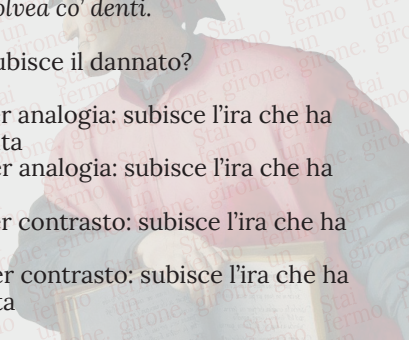 olvea co' denti.
ubisce il dannato?
er analogia: subisce l'ira che ha
ta
er analogia: subisce l'ira che ha
er contrasto: subisce l'ira che ha
er contrasto: subisce l'ira che ha
ta